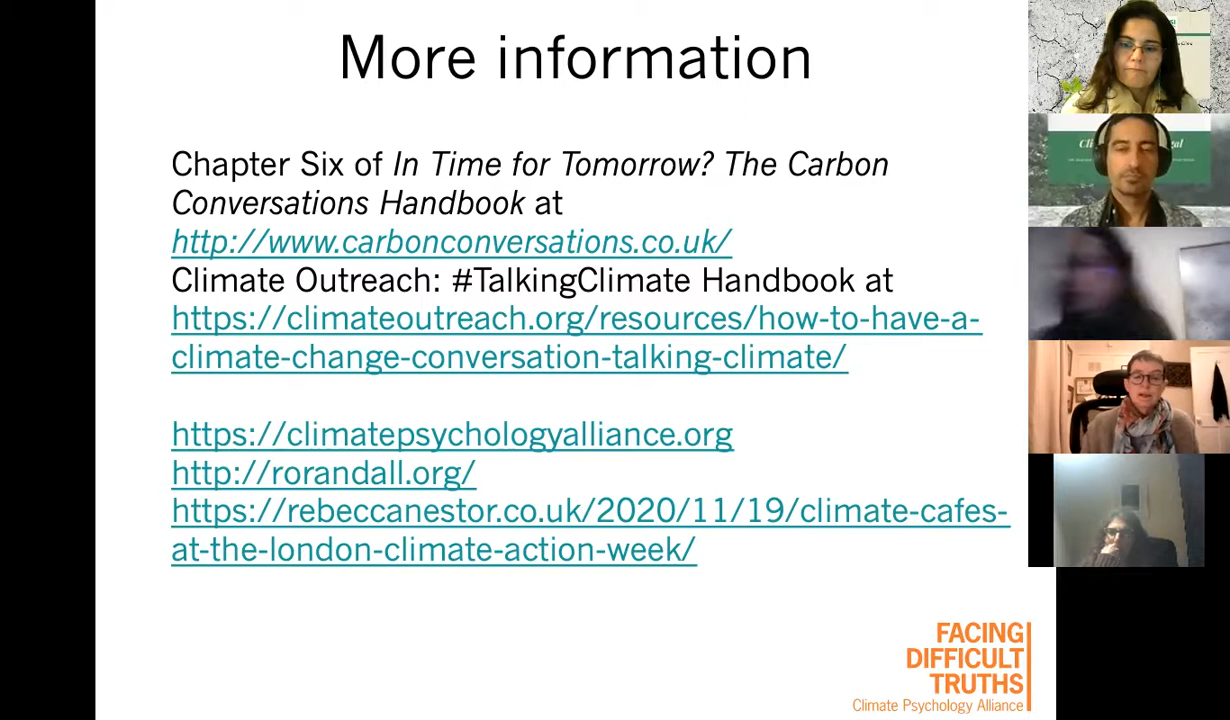 More information
Chapter Six of In Time for Tomorrow? The Carbon
Conversations Handbook at
http://www.carbonconversations.co.uk/
Climate Outreach: #TalkingClimate Handbook at
https://climateoutreach.org/resources/how-to-have-a-
climate-change-conversation-talking-climate/
https://climatepsychologyalliance.org
http://rorandall.org/
https://rebeccanestor.co.uk/2020/11/19/climate-cafes-
at-the-london-climate-action-week/
FACING
DIFFICULT
TRUTHS
Climate Psychology Alliance